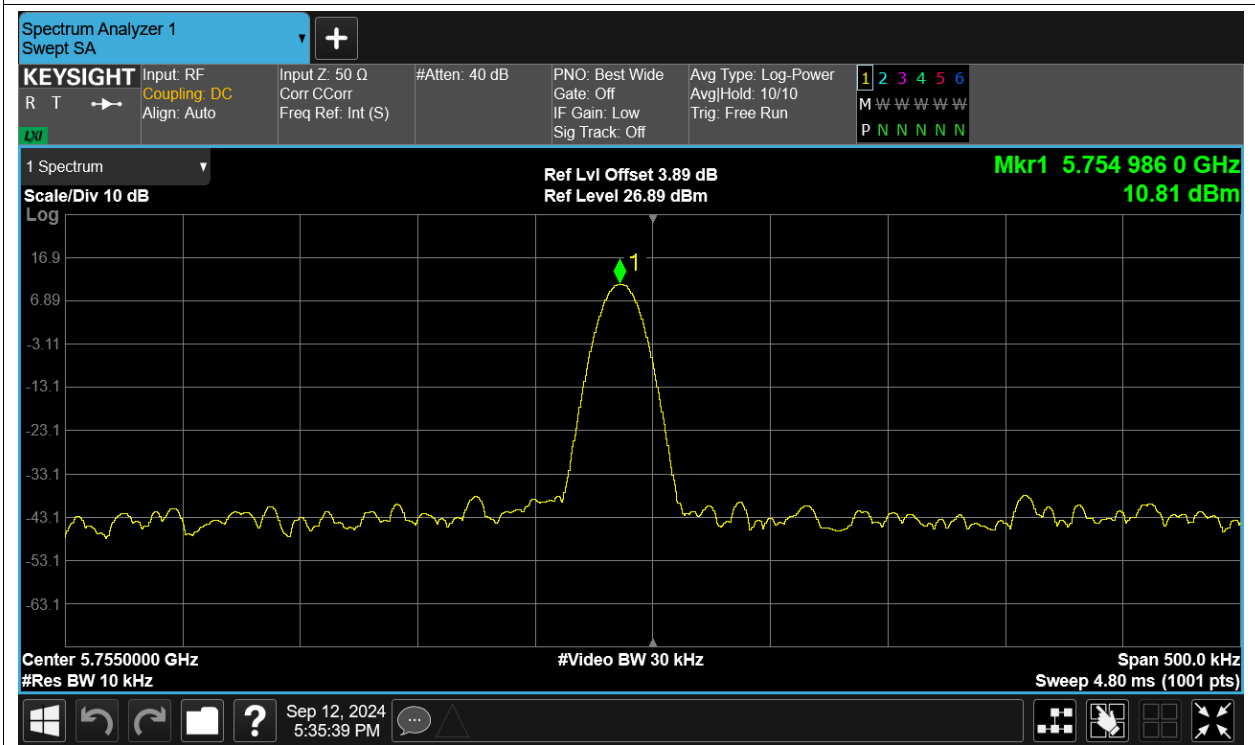 Spectrum Analyzer 1
Swept SA
KEYSIGHT
R T
LXI
Input: RF
Coupling: DC
Align: Auto
Input Z: 50 Ω
Corr CCorr
Freq Ref: Int (S)
#Atten: 40 dB
PNO: Best Wide
Gate: Off
IF Gain: Low
Sig Track: Off
Avg Type: Log-Power
Avg|Hold: 10/10
Trig: Free Run
1 2 3 4 5 6
M W W W W W
P N N N N N
1 Spectrum
Scale/Div 10 dB
Log
Ref Lvl Offset 3.89 dB
Ref Level 26.89 dBm
Mkr1 5.754 986 0 GHz
10.81 dBm
1
16.9
6.89
-3.11
-13.1
-23.1
-33.1
-43.1
-53.1
-63.1
Center 5.7550000 GHz
#Res BW 10 kHz
#Video BW 30 kHz
Span 500.0 kHz
Sweep 4.80 ms (1001 pts)
?
Sep 12, 2024
5:35:39 PM